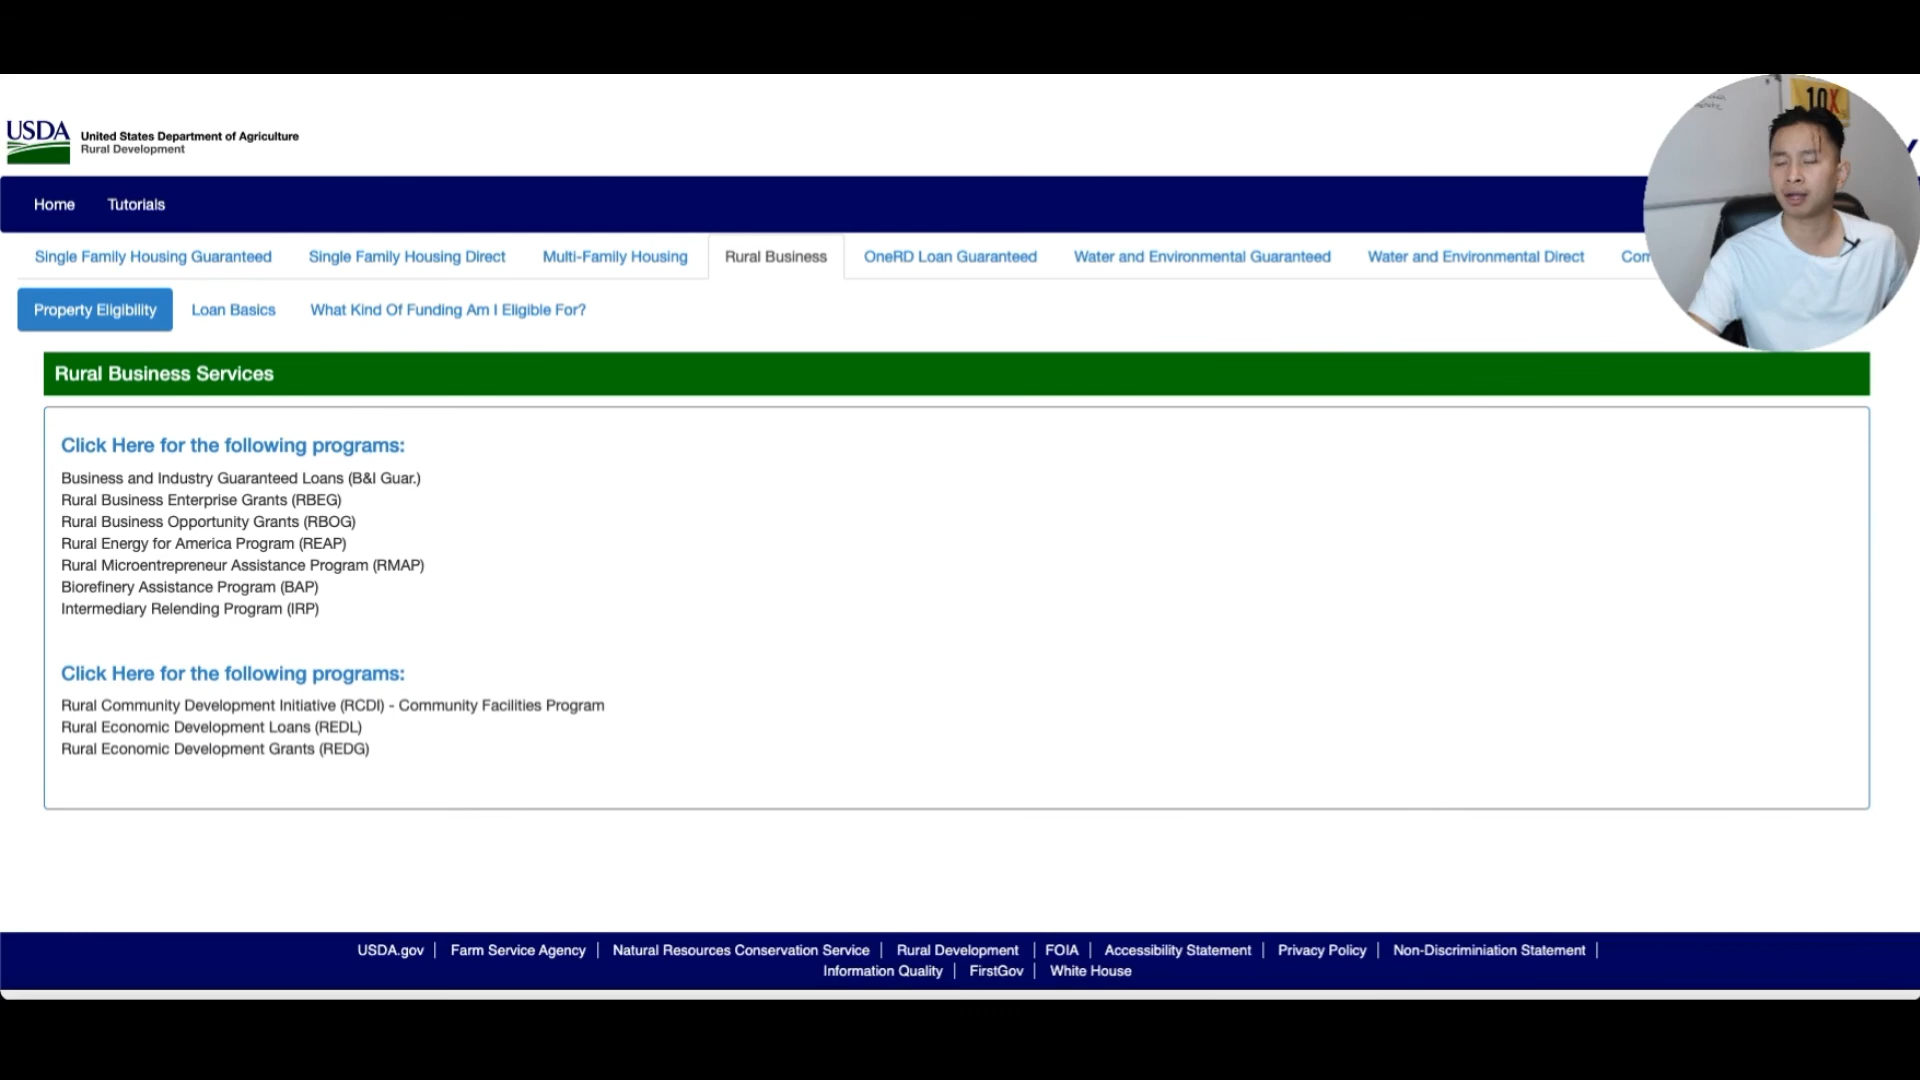 10X
USDA
United States Department of Agriculture
Rural Development
Home Tutorials
Single Family Housing Guaranteed Single Family Housing Direct Multi-Family Housing Rural Business OneRD Loan Guaranteed Water and Environmental Guaranteed Water and Environmental Direct
Property Eligibility Loan Basics What Kind Of Funding Am I Eligible For?
Rural Business Services
Click Here for the following programs:
Business and Industry Guaranteed Loans (B&I Guar.)
Rural Business Enterprise Grants (RBEG)
Rural Business Opportunity Grants (RBOG)
Rural Energy for America Program (REAP)
Rural Microentrepreneur Assistance Program (RMAP)
Biorefinery Assistance Program (BAP)
Intermediary Relending Program (IRP)
Click Here for the following programs:
Rural Community Development Initiative (RCDI) - Community Facilities Program
Rural Economic Development Loans (REDL)
Rural Economic Development Grants (REDG)
USDA.gov | Farm Service Agency | Natural Resources Conservation Service | Rural Development | FOIA | Accessibility Statement | Privacy Policy | Non-Discriminiation Statement |
Information Quality | FirstGov | White House